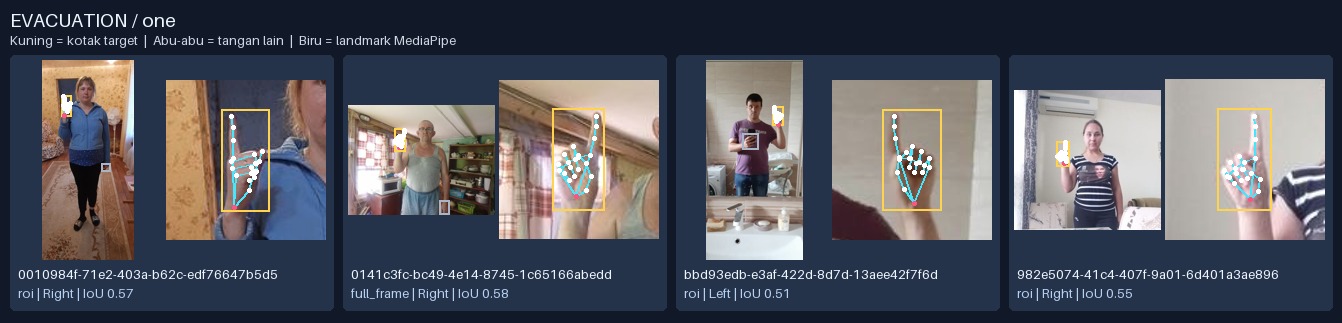 EVACUATION / one
Kuning = kotak target | Abu-abu = tangan lain | Biru = landmark MediaPipe
0010984f-71e2-403a-b62c-edf76647b5d5
roi | Right | IoU 0.57
0141c3fc-bc49-4e14-8745-1c65166abedd
full_frame | Right | IoU 0.58
bbd93edb-e3af-422d-8d7d-13aee42f7f6d
roi | Left | IoU 0.51
982e5074-41c4-407f-9a01-6d401a3ae896
roi | Right | IoU 0.55